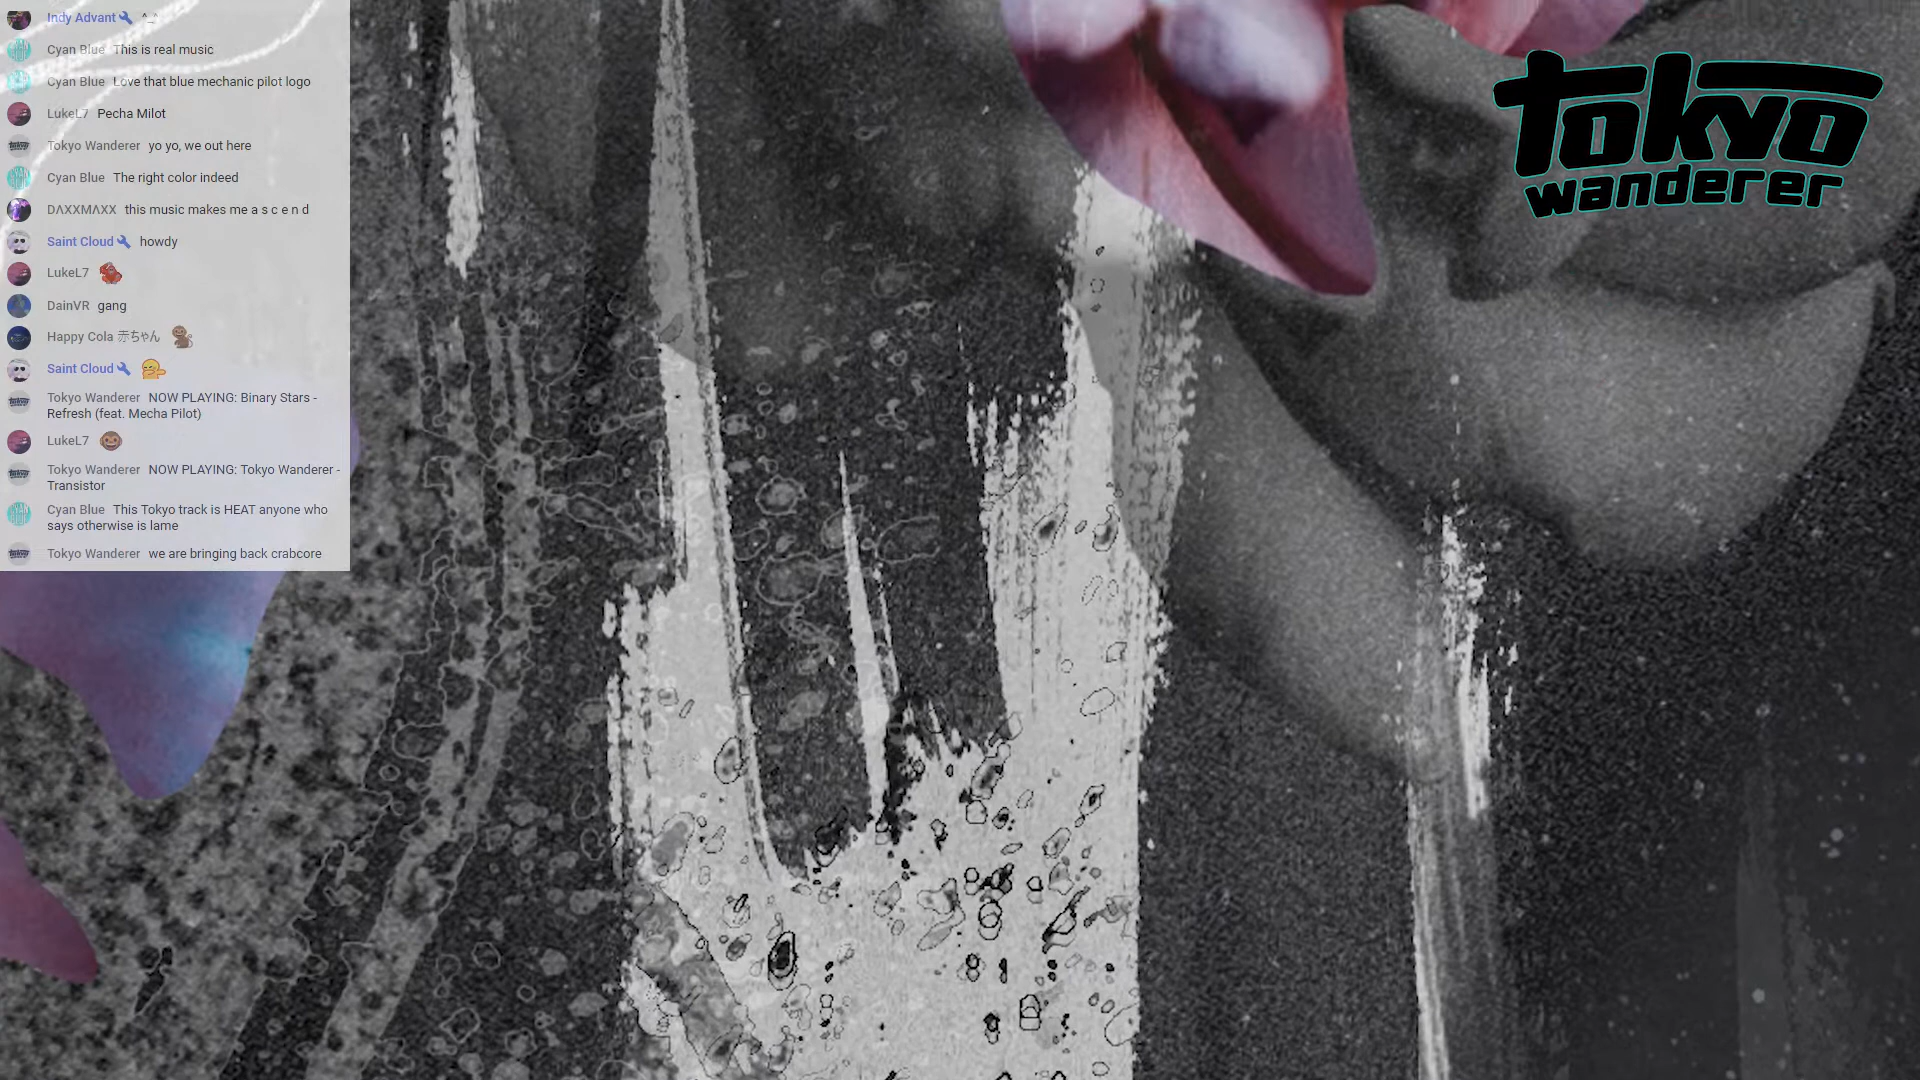 Indy Advant ^_^
Cyan Blue This is real music
Cyan Blue Love that blue mechanic pilot logo
LukeL7 Pecha Milot
Tokyo Wanderer yo yo, we out here
Cyan Blue The right color indeed
DΛXXMΛXX this music makes me a s c e n d
Saint Cloud howdy
LukeL7
DainVR gang
Happy Cola 赤ちゃん
Saint Cloud
Tokyo Wanderer NOW PLAYING: Binary Stars -
Refresh (feat. Mecha Pilot)
LukeL7
Tokyo Wanderer NOW PLAYING: Tokyo Wanderer -
Transistor
Cyan Blue This Tokyo track is HEAT anyone who
says otherwise is lame
Tokyo Wanderer we are bringing back crabcore
tokyo
wanderer